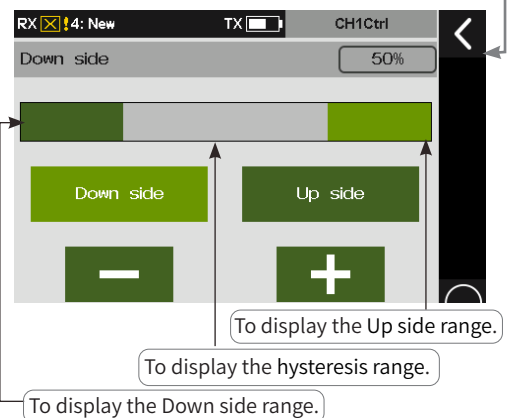 RX !4: New TX CH1Ctrl
Down side 50%
Down side Up side
To display the Up side range.
To display the hysteresis range.
To display the Down side range.